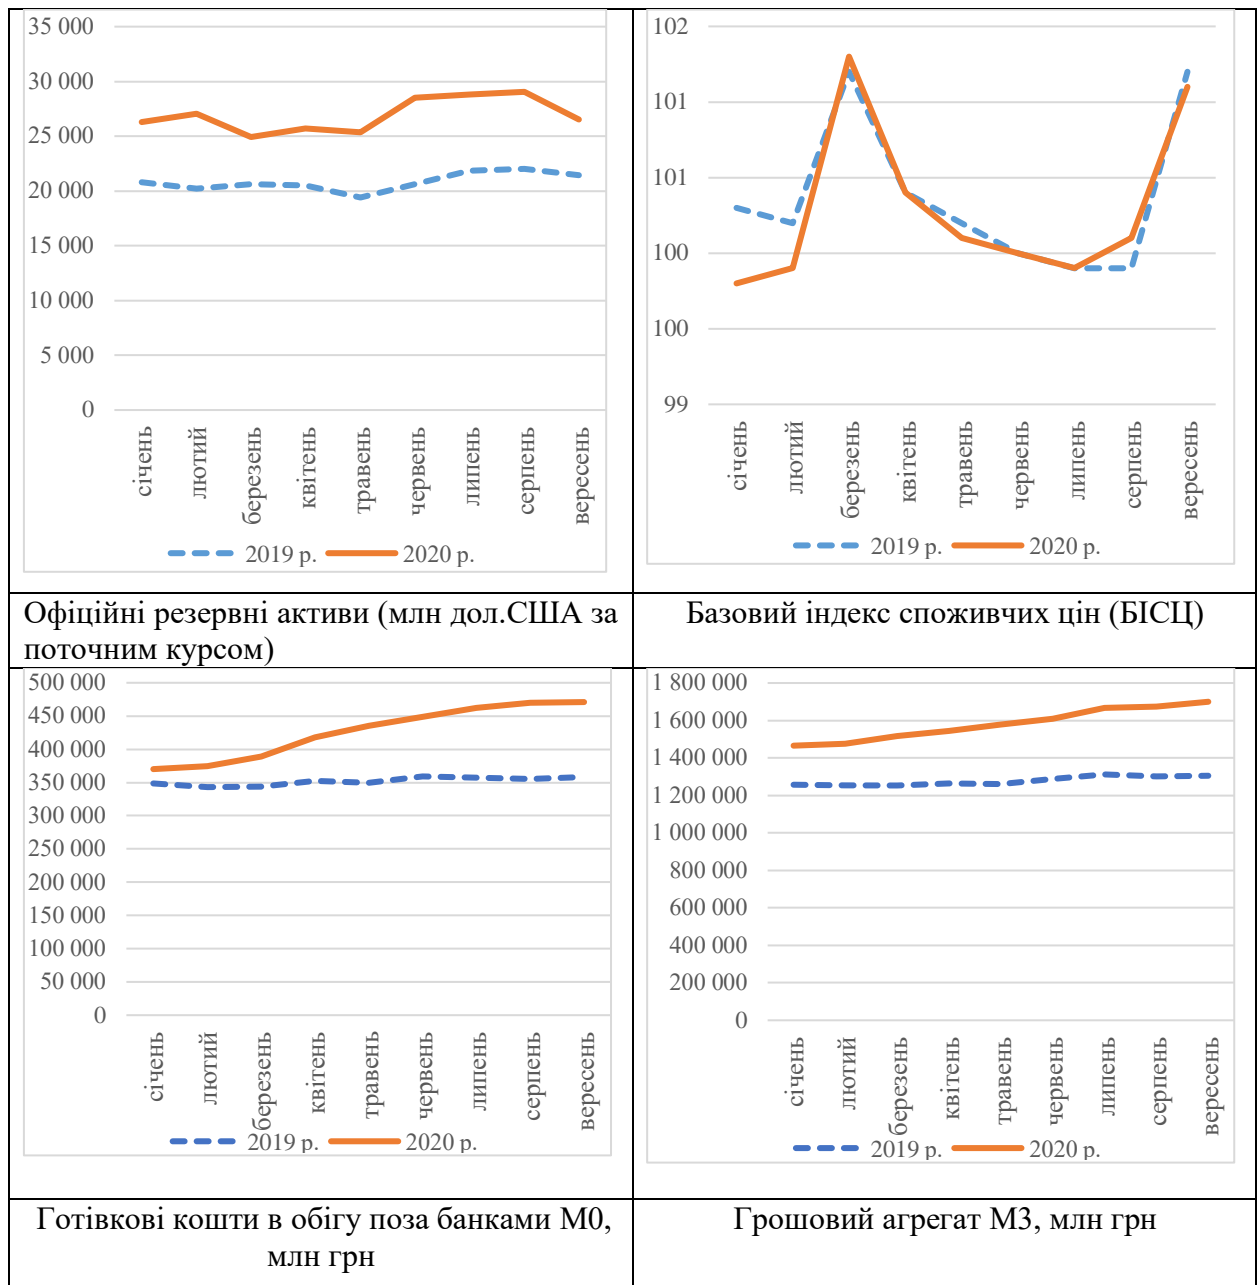 35 000
30 000
25 000
20 000
15 000
10 000
5 000
0
січень
лютий
березень
квітень
травень
червень
липень
серпень
вересень
2019 р.
2020 р.
Офіційні резервні активи (млн дол.США за
поточним курсом)
102
101
101
100
100
99
січень
лютий
березень
квітень
травень
червень
липень
серпень
вересень
2019 р.
2020 р.
Базовий індекс споживчих цін (БІСЦ)
500 000
450 000
400 000
350 000
300 000
250 000
200 000
150 000
100 000
50 000
0
січень
лютий
березень
квітень
травень
червень
липень
серпень
вересень
2019 р.
2020 р.
Готівкові кошти в обігу поза банками М0,
млн грн
1 800 000
1 600 000
1 400 000
1 200 000
1 000 000
800 000
600 000
400 000
200 000
0
січень
лютий
березень
квітень
травень
червень
липень
серпень
вересень
2019 р.
2020 р.
Грошовий агрегат М3, млн грн